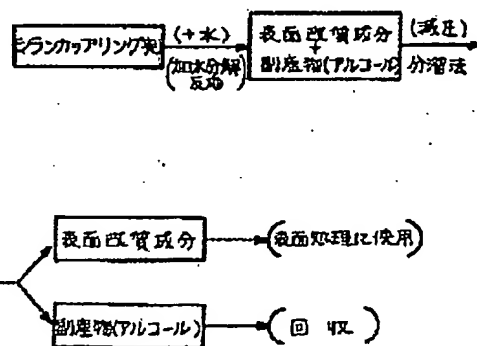 シランカップリング剤
(+水)
(加水分解
反応)
表面改質成分
+
副産物(アルコール)
(減圧)
分溜法
表面改質成分
(表面処理に使用)
副産物(アルコール)
(回収)